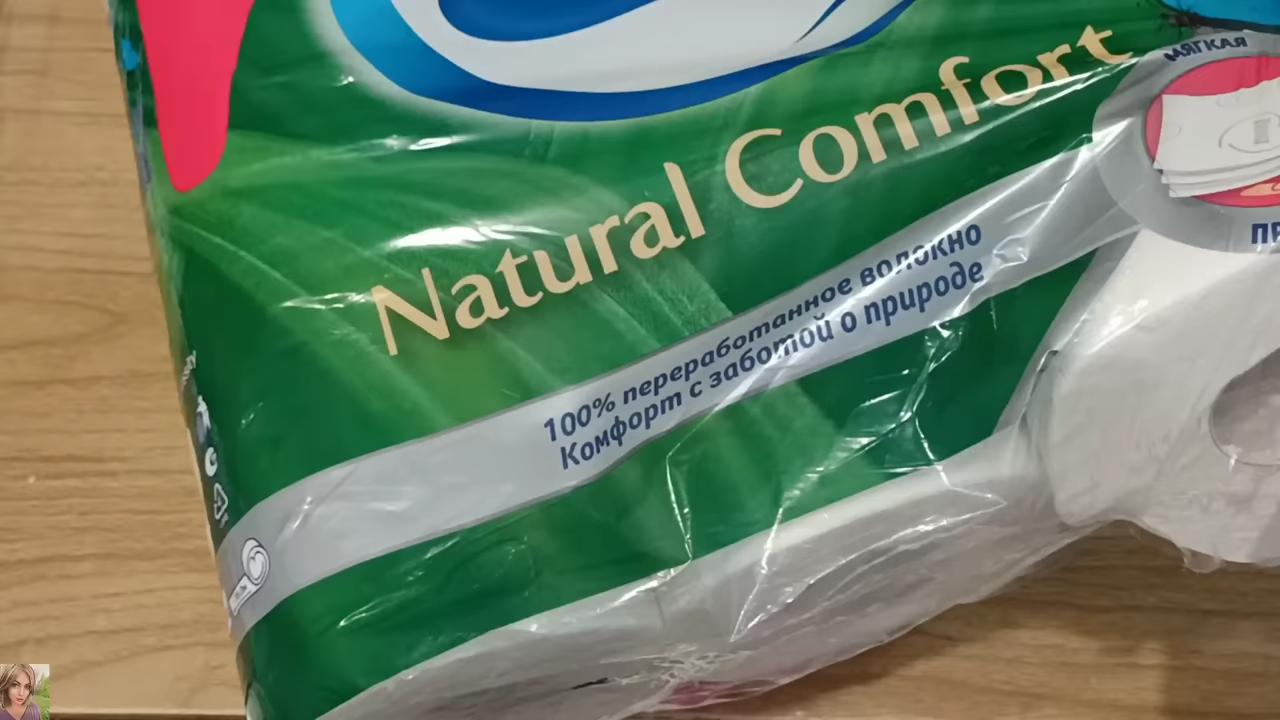 МЯГКАЯ
Natural Comfort
100% переработанное волокно
Комфорт с заботой о природе